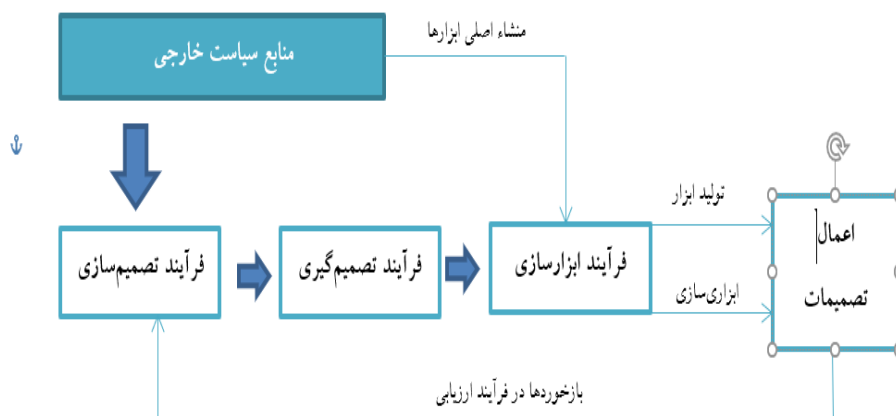 منشاء اصلی ابزارها
منابع سیاست خارجی
تولید ابزار
اعمال
تصمیمات
فرآیند تصمیم‌سازی
فرآیند تصمیم‌گیری
فرآیند ابزارسازی
ابزاری‌سازی
بازخوردها در فرآیند ارزیابی